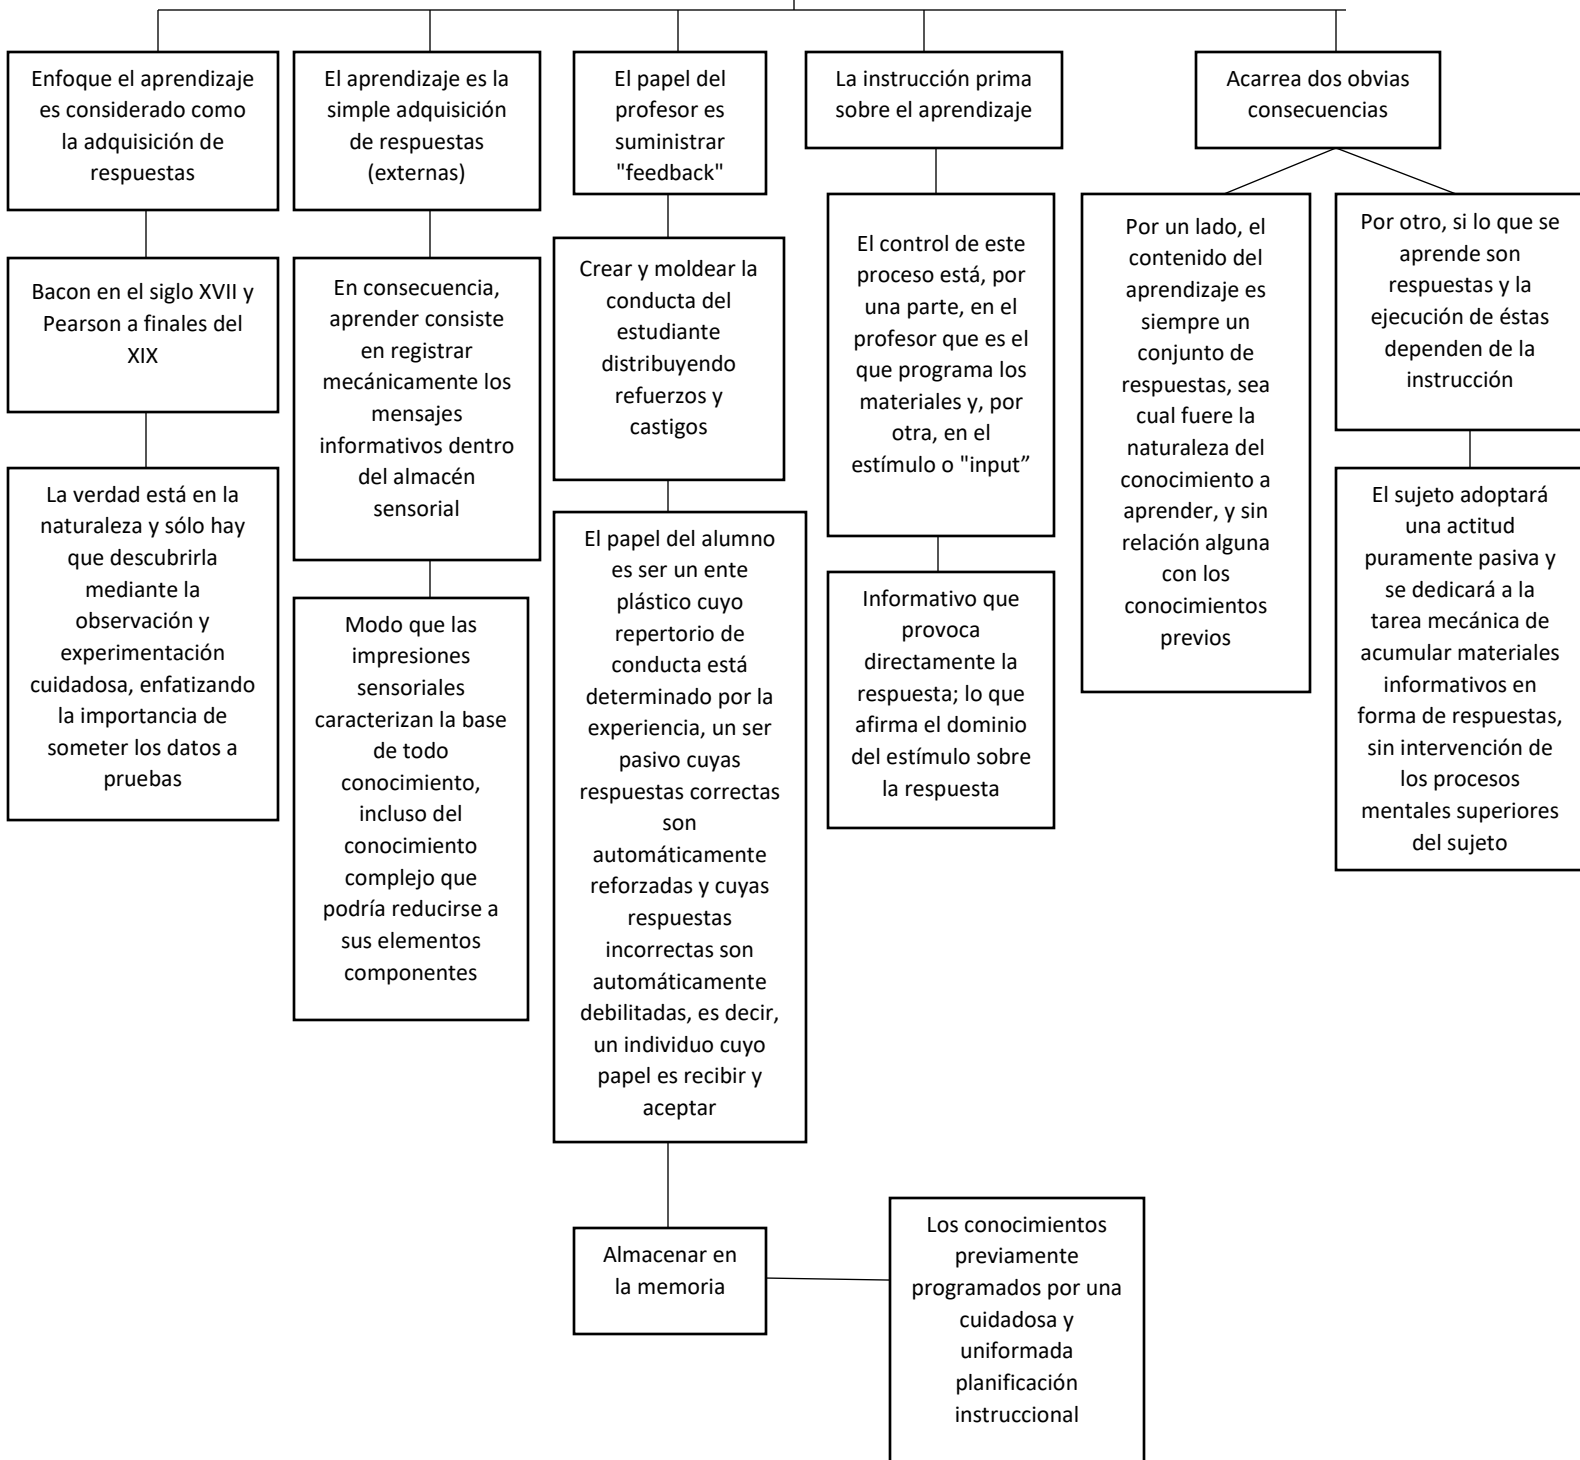 Enfoque el aprendizaje
es considerado como
la adquisición de
respuestas
Bacon en el siglo XVII y
Pearson a finales del
XIX
La verdad está en la
naturaleza y sólo hay
que descubrirla
mediante la
observación y
experimentación
cuidadosa, enfatizando
la importancia de
someter los datos a
pruebas
El aprendizaje es la
simple adquisición
de respuestas
(externas)
En consecuencia,
aprender consiste
en registrar
mecánicamente los
mensajes
informativos dentro
del almacén
sensorial
Modo que las
impresiones
sensoriales
caracterizan la base
de todo
conocimiento,
incluso del
conocimiento
complejo que
podría reducirse a
sus elementos
componentes
El papel del
profesor es
suministrar
"feedback"
Crear y moldear la
conducta del
estudiante
distribuyendo
refuerzos y
castigos
El papel del alumno
es ser un ente
plástico cuyo
repertorio de
conducta está
determinado por la
experiencia, un ser
pasivo cuyas
respuestas correctas
son
automáticamente
reforzadas y cuyas
respuestas
incorrectas son
automáticamente
debilitadas, es decir,
un individuo cuyo
papel es recibir y
aceptar
Almacenar en
la memoria
Los conocimientos
previamente
programados por una
cuidadosa y
uniformada
planificación
instruccional
La instrucción prima
sobre el aprendizaje
El control de este
proceso está, por
una parte, en el
profesor que es el
que programa los
materiales y, por
otra, en el
estímulo o "input”
Informativo que
provoca
directamente la
respuesta; lo que
afirma el dominio
del estímulo sobre
la respuesta
Acarrea dos obvias
consecuencias
Por un lado, el
contenido del
aprendizaje es
siempre un
conjunto de
respuestas, sea
cual fuere la
naturaleza del
conocimiento a
aprender, y sin
relación alguna
con los
conocimientos
previos
Por otro, si lo que se
aprende son
respuestas y la
ejecución de éstas
dependen de la
instrucción
El sujeto adoptará
una actitud
puramente pasiva y
se dedicará a la
tarea mecánica de
acumular materiales
informativos en
forma de respuestas,
sin intervención de
los procesos
mentales superiores
del sujeto